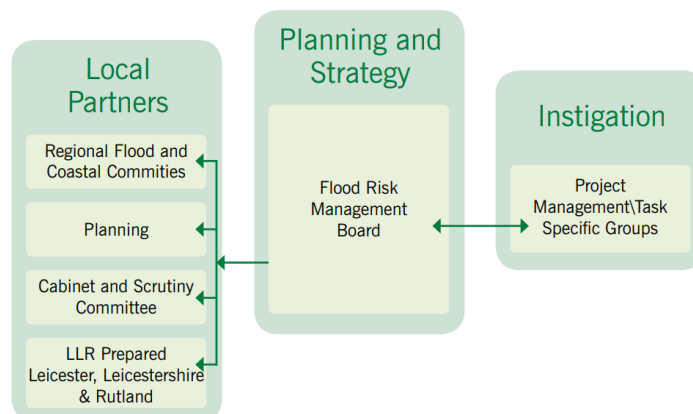 Local
Partners
Regional Flood and
Coastal Commities
Planning
Cabinet and Scrutiny
Committee
LLR Prepared
Leicester, Leicestershire
& Rutland
Planning and
Strategy
Flood Risk
Management
Board
Instigation
Project
Management\Task
Specific Groups